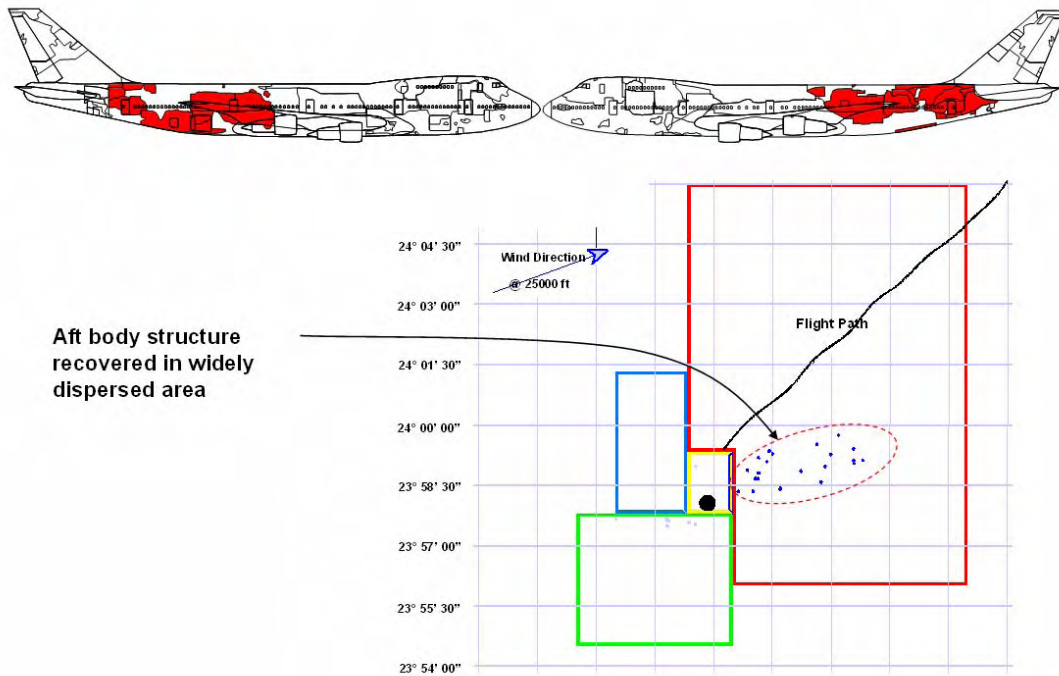 24° 04' 30"
Wind Direction
@ 25000 ft
24° 03' 00"
Flight Path
Aft body structure
recovered in widely
dispersed area
24° 01' 30"
24° 00' 00"
23° 58' 30"
23° 57' 00"
23° 55' 30"
23° 54' 00"